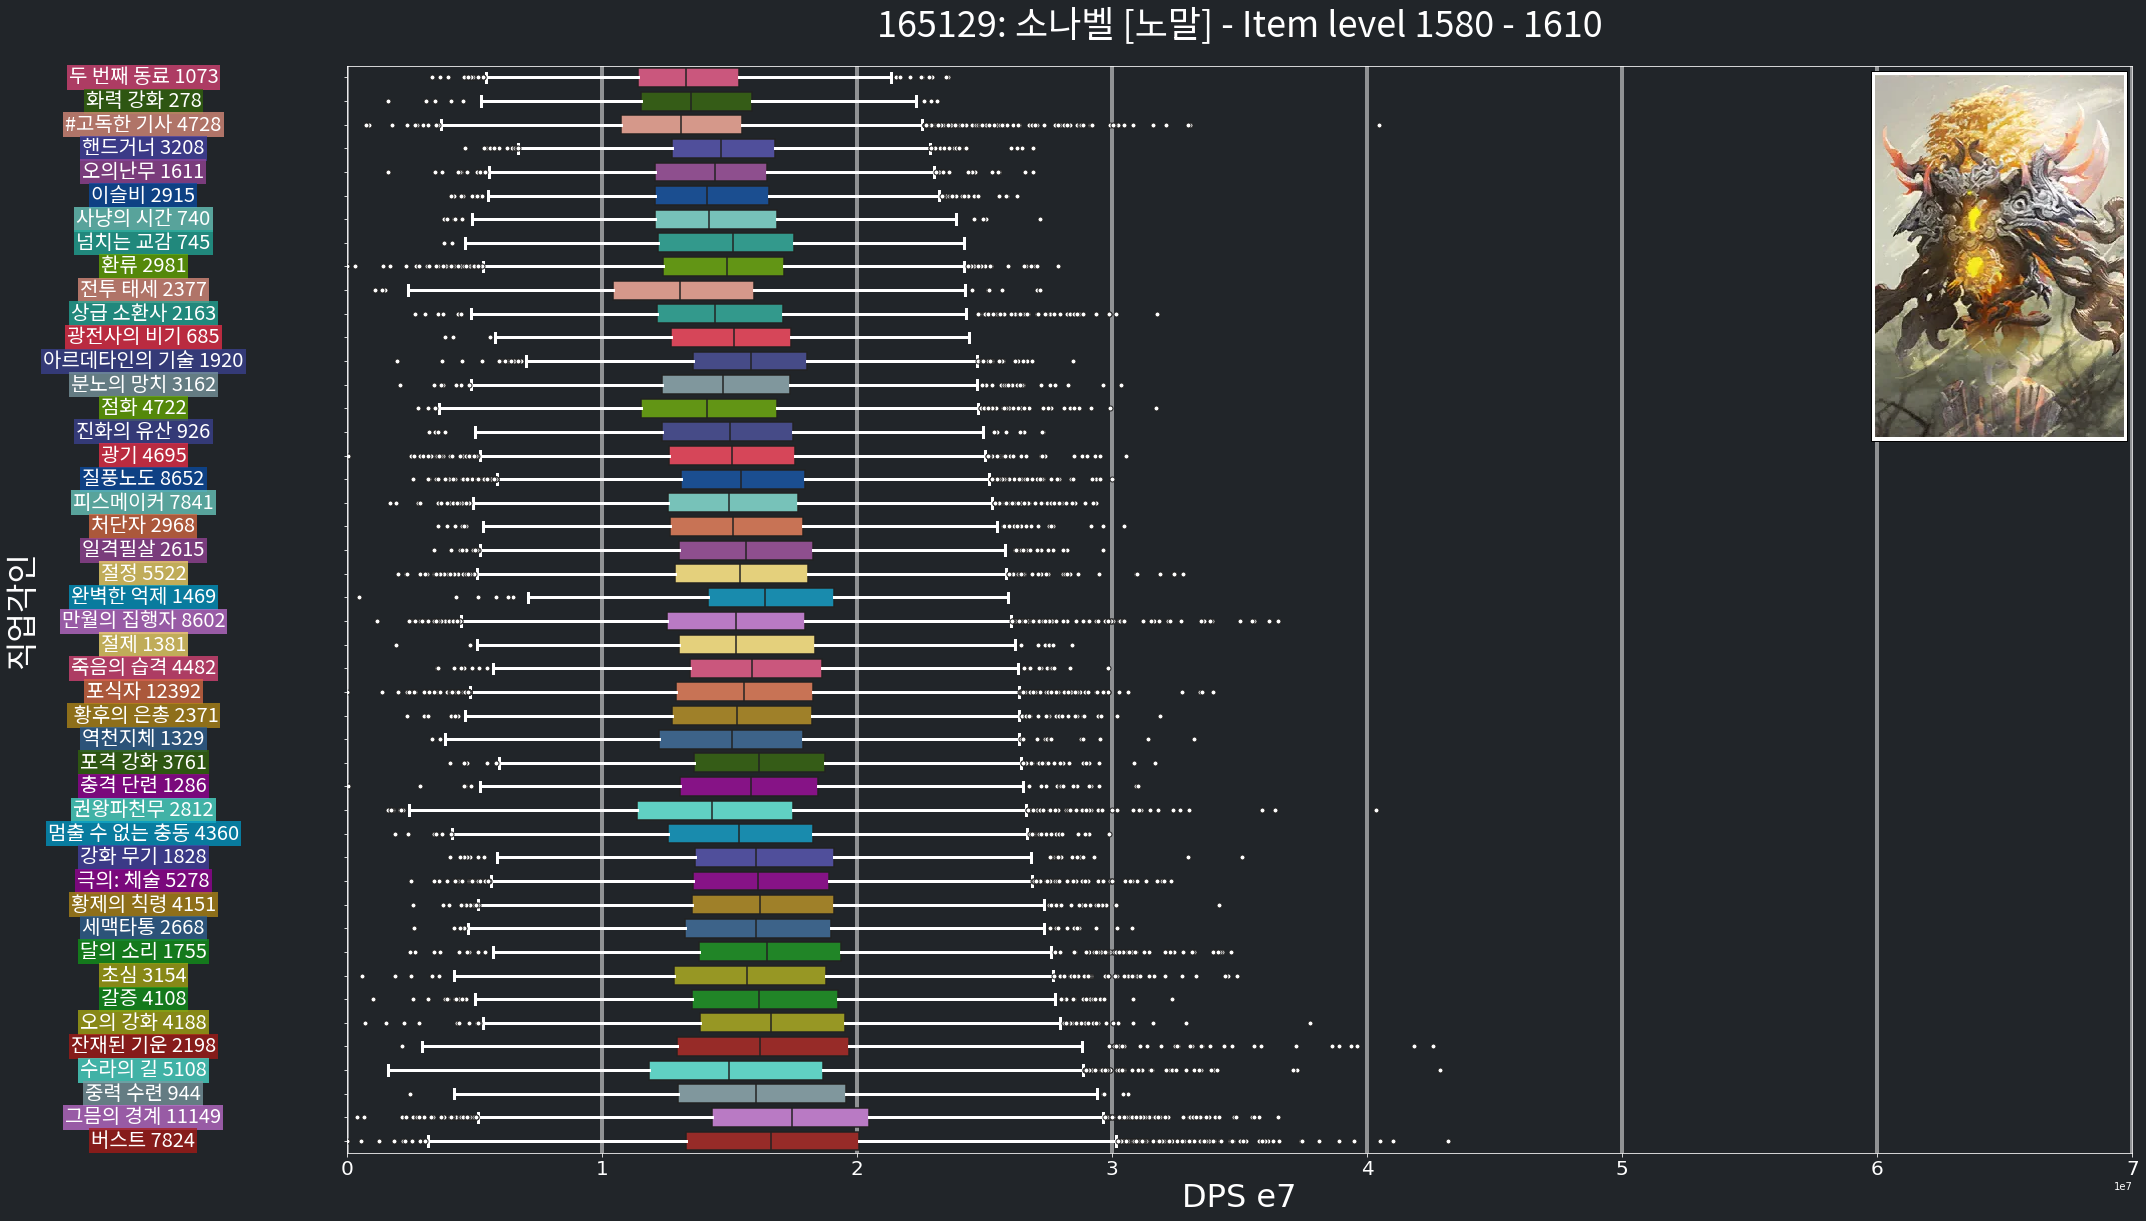 165129: 소나벨 [노말] - Item level 1580 - 1610
두 번째 동료 1073
화력 강화 278
#고독한 기사 4728
핸드거너 3208
오의난무 1611
이슬비 2915
사냥의 시간 740
넘치는 교감 745
환류 2981
전투 태세 2377
상급 소환사 2163
광전사의 비기 685
아르데타인의 기술 1920
분노의 망치 3162
점화 4722
진화의 유산 926
광기 4695
질풍노도 8652
피스메이커 7841
처단자 2968
일격필살 2615
절정 5522
완벽한 억제 1469
만월의 집행자 8602
절제 1381
죽음의 습격 4482
포식자 12392
황후의 은총 2371
역천지체 1329
포격 강화 3761
충격 단련 1286
권왕파천무 2812
멈출 수 없는 충동 4360
강화 무기 1828
극의: 체술 5278
황제의 칙령 4151
세맥타통 2668
달의 소리 1755
초심 3154
갈증 4108
오의 강화 4188
잔재된 기운 2198
수라의 길 5108
중력 수련 944
그믐의 경계 11149
버스트 7824
직업각인
0 1 2 3 4 5 6 7
DPS e7
1e7